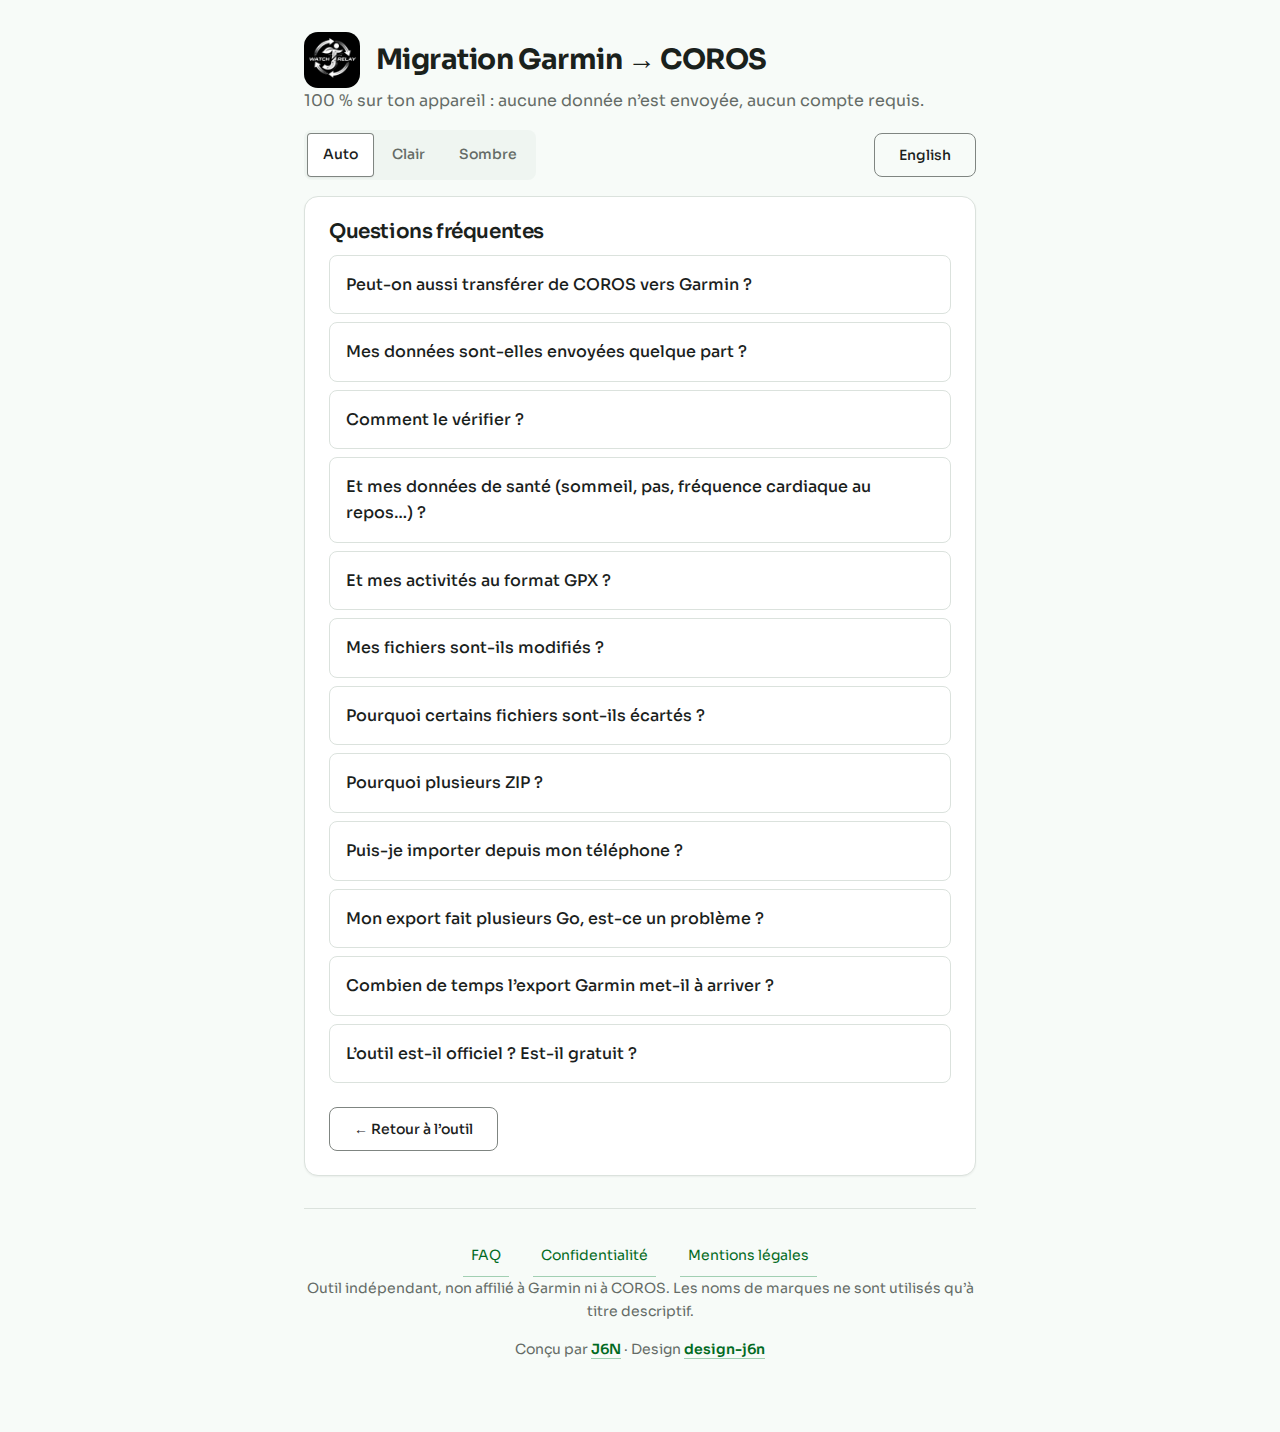 WATCH RELAY
Migration Garmin → COROS
100 % sur ton appareil : aucune donnée n’est envoyée, aucun compte requis.
Auto Clair Sombre English
Questions fréquentes
Peut-on aussi transférer de COROS vers Garmin ?
Mes données sont-elles envoyées quelque part ?
Comment le vérifier ?
Et mes données de santé (sommeil, pas, fréquence cardiaque au
repos…) ?
Et mes activités au format GPX ?
Mes fichiers sont-ils modifiés ?
Pourquoi certains fichiers sont-ils écartés ?
Pourquoi plusieurs ZIP ?
Puis-je importer depuis mon téléphone ?
Mon export fait plusieurs Go, est-ce un problème ?
Combien de temps l’export Garmin met-il à arriver ?
L’outil est-il officiel ? Est-il gratuit ?
← Retour à l’outil
FAQ Confidentialité Mentions légales
Outil indépendant, non affilié à Garmin ni à COROS. Les noms de marques ne sont utilisés qu’à
titre descriptif.
Conçu par J6N · Design design-j6n